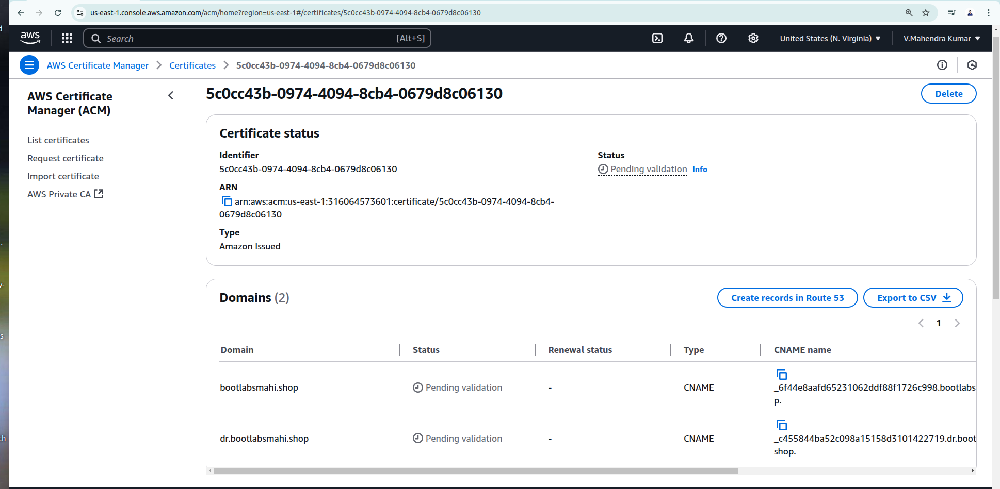 us-east-1.console.aws.amazon.com/acm/home?region=us-east-1#/certificates/5c0cc43b-0974-4094-8cb4-0679d8c06130
aws
Search
[Alt+S]
United States (N. Virginia)
V.Mahendra Kumar
AWS Certificate Manager
Certificates
5c0cc43b-0974-4094-8cb4-0679d8c06130
AWS Certificate
Manager (ACM)
List certificates
Request certificate
Import certificate
AWS Private CA
5c0cc43b-0974-4094-8cb4-0679d8c06130
Delete
Certificate status
Identifier
5c0cc43b-0974-4094-8cb4-0679d8c06130
Status
Pending validation Info
ARN
arn:aws:acm:us-east-1:316064573601:certificate/5c0cc43b-0974-4094-8cb4-
0679d8c06130
Type
Amazon Issued
Domains (2)
Create records in Route 53
Export to CSV
1
Domain Status Renewal status Type CNAME name
bootlabsmahi.shop Pending validation - CNAME
_6f44e8aafd65231062ddf88f1726c998.bootlabs
p.
dr.bootlabsmahi.shop Pending validation - CNAME
_c455844ba52c098a15158d3101422719.dr.boot
shop.